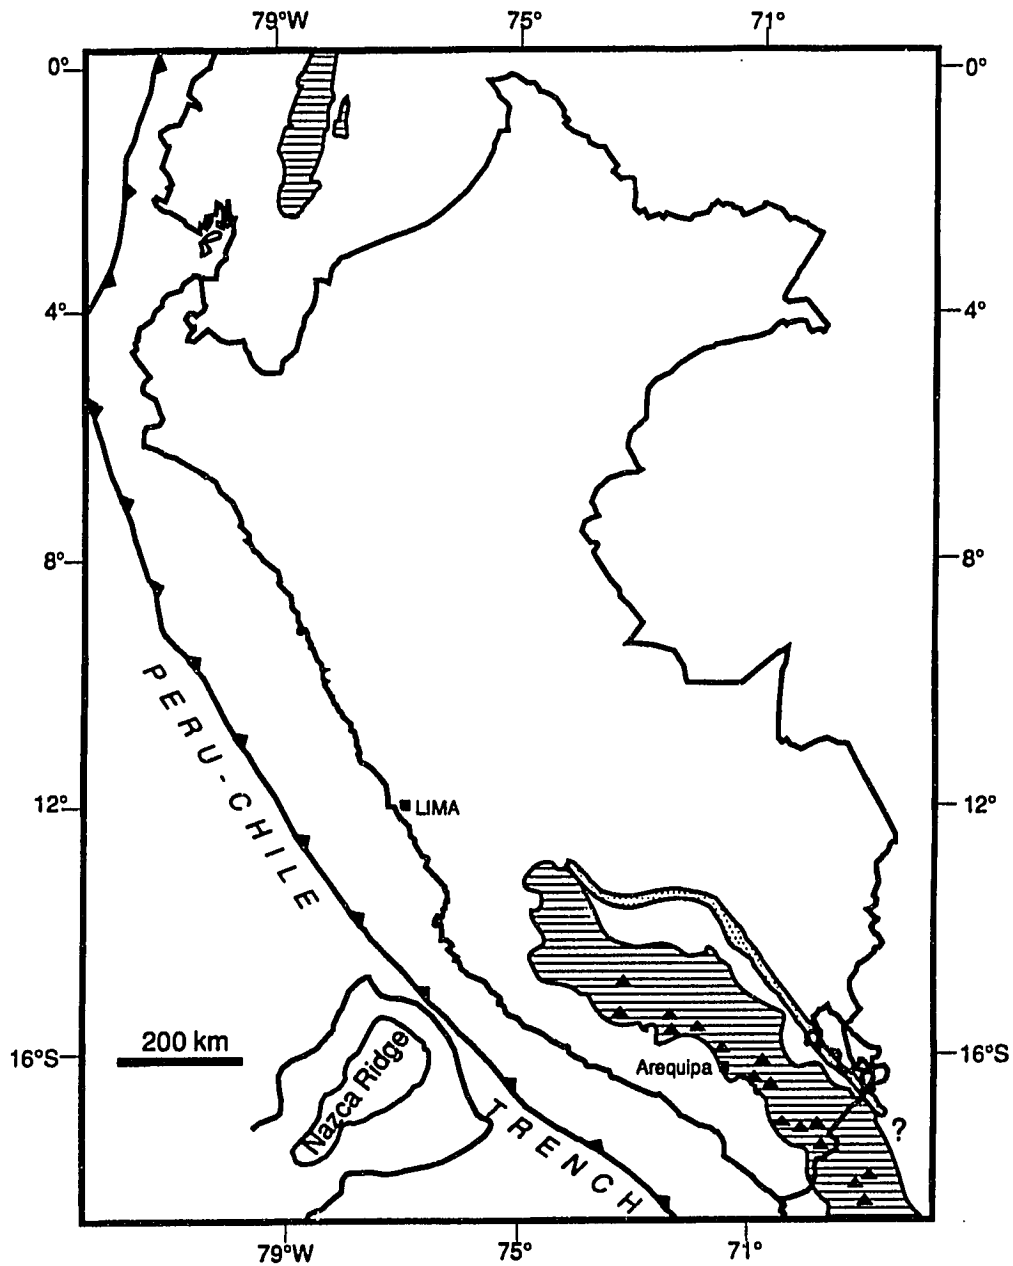 79°W 75° 71°
0° 0°
4° 4°
8° 8°
PERU-CHILE
12° 12°
LIMA
200 km
16°S 16°S
Nazca Ridge
Arequipa
TRENCH
?
79°W 75° 71°